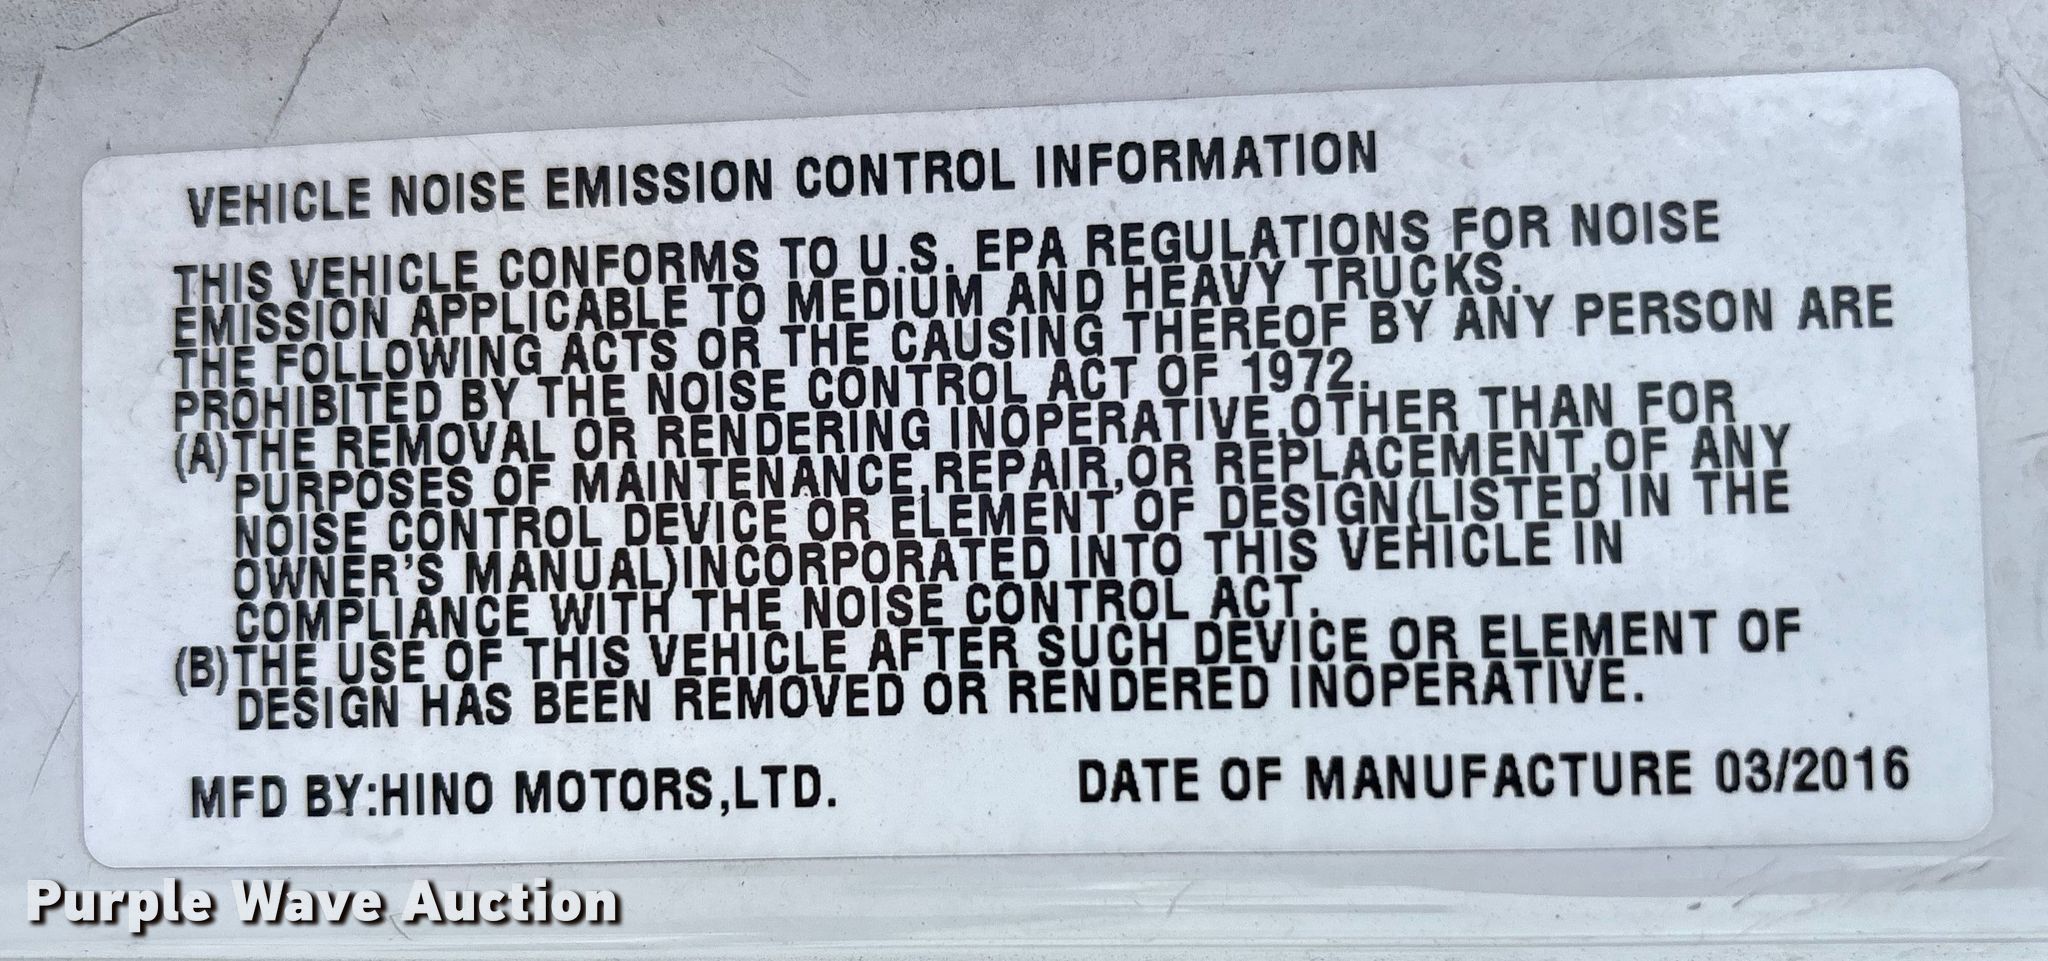 VEHICLE NOISE EMISSION CONTROL INFORMATION
THIS VEHICLE CONFORMS TO U.S. EPA REGULATIONS FOR NOISE
EMISSION APPLICABLE TO MEDIUM AND HEAVY TRUCKS.
THE FOLLOWING ACTS OR THE CAUSING THEREOF BY ANY PERSON ARE
PROHIBITED BY THE NOISE CONTROL ACT OF 1972.
(A)THE REMOVAL OR RENDERING INOPERATIVE,OTHER THAN FOR
PURPOSES OF MAINTENANCE,REPAIR,OR REPLACEMENT,OF ANY
NOISE CONTROL DEVICE OR ELEMENT OF DESIGN(LISTED IN THE
OWNER'S MANUAL)INCORPORATED INTO THIS VEHICLE IN
COMPLIANCE WITH THE NOISE CONTROL ACT.
(B)THE USE OF THIS VEHICLE AFTER SUCH DEVICE OR ELEMENT OF
DESIGN HAS BEEN REMOVED OR RENDERED INOPERATIVE.
MFD BY:HINO MOTORS,LTD. DATE OF MANUFACTURE 03/2016
Purple Wave Auction